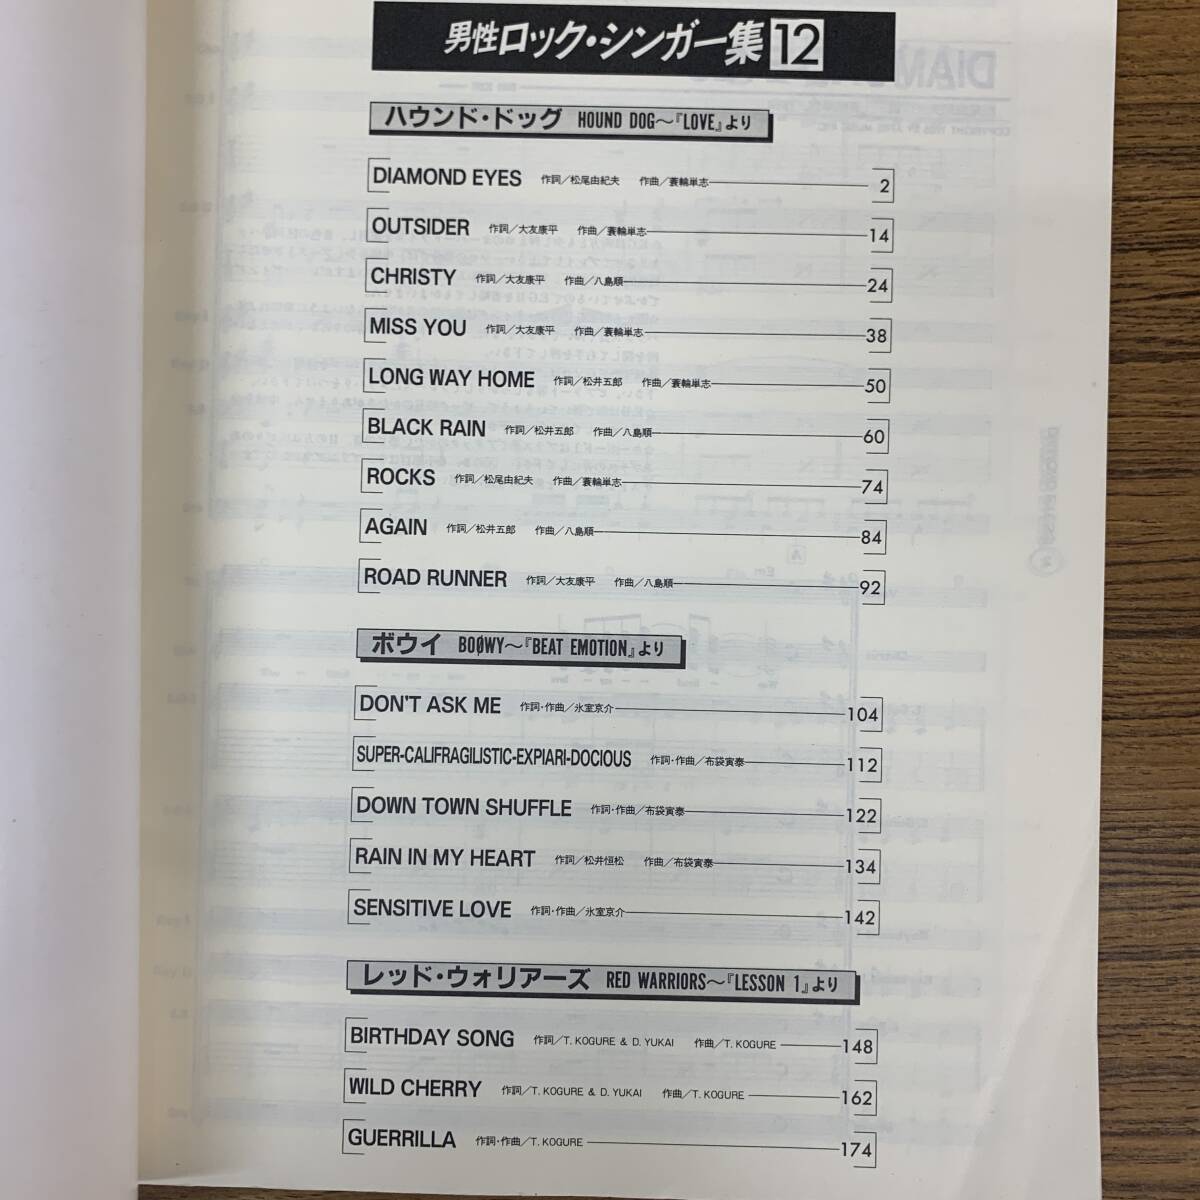 男性ロック・シンガー集12
ハウンド・ドッグ HOUND DOG〜『LOVE』より
DIAMOND EYES 作詞／松尾由紀夫 作曲／蓑輪単志 2
OUTSIDER 作詞／大友康平 作曲／蓑輪単志 14
CHRISTY 作詞／大友康平 作曲／八島順一 24
MISS YOU 作詞／大友康平 作曲／蓑輪単志 38
LONG WAY HOME 作詞／松井五郎 作曲／蓑輪単志 50
BLACK RAIN 作詞／松井五郎 作曲／八島順一 60
ROCKS 作詞／松尾由紀夫 作曲／蓑輪単志 74
AGAIN 作詞／松井五郎 作曲／八島順一 84
ROAD RUNNER 作詞／大友康平 作曲／八島順一 92
ボウイ BOØWY〜『BEAT EMOTION』より
DON'T ASK ME 作詞・作曲／氷室京介 104
SUPER-CALIFRAGILISTIC-EXPIARI-DOCIOUS 作詞・作曲／布袋寅泰 112
DOWN TOWN SHUFFLE 作詞・作曲／布袋寅泰 122
RAIN IN MY HEART 作詞／松井恒松 作曲／布袋寅泰 134
SENSITIVE LOVE 作詞・作曲／氷室京介 142
レッド・ウォリアーズ RED WARRIORS〜『LESSON 1』より
BIRTHDAY SONG 作詞／T. KOGURE & D. YUKAI 作曲／T. KOGURE 148
WILD CHERRY 作詞／T. KOGURE & D. YUKAI 作曲／T. KOGURE 162
GUERRILLA 作詞・作曲／T. KOGURE 174